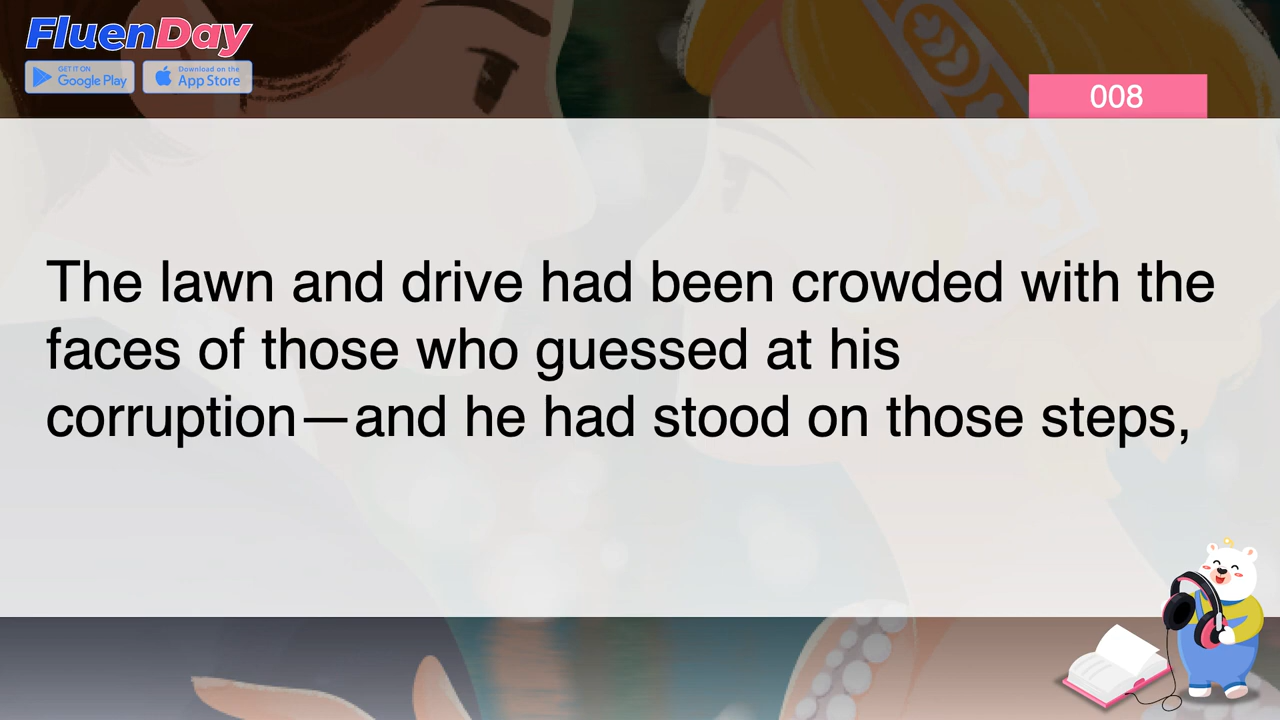 FluenDay
GET IT ON
Google Play
Download on the
App Store
008
The lawn and drive had been crowded with the
faces of those who guessed at his
corruption—and he had stood on those steps,